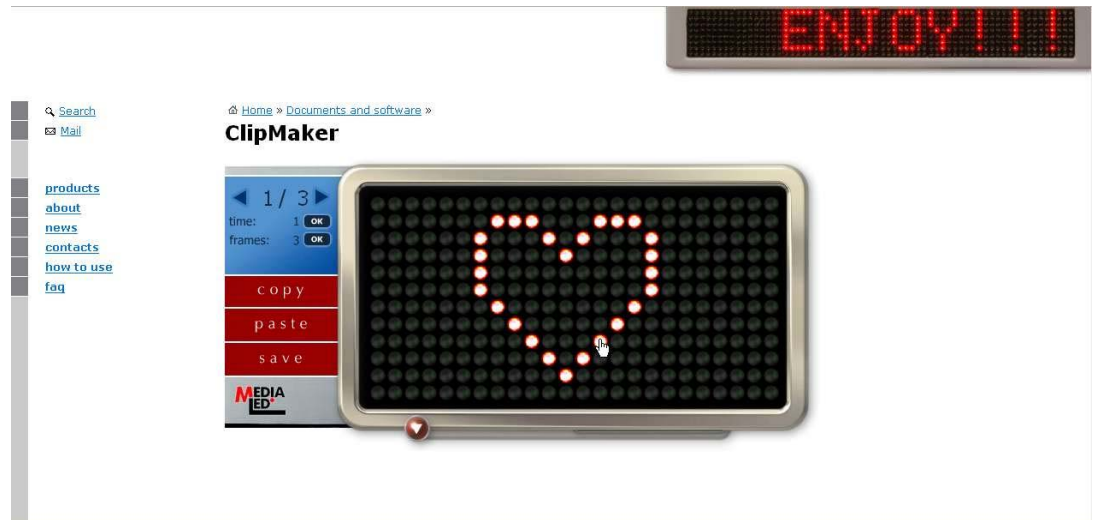 ENJOY!!!
Search
Mail
Home » Documents and software »
ClipMaker
products
about
news
contacts
how to use
faq
1/ 3
time: 1 OK
frames: 3 OK
copy
paste
save
MEDIA
LED